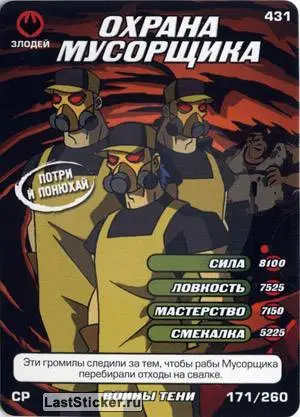 ОХРАНА
МУСОРЩИКА
431
ЗЛОДЕЙ
ПОТРИ
И ПОНЮХАЙ
СИЛА 8100
ЛОВКОСТЬ 7525
МАСТЕРСТВО 7150
СМЕКАЛКА 5225
Эти громилы следили за тем, чтобы рабы Мусорщика
перебирали отходы на свалке.
СР ВОИНЫ ТЕНИ 171/260
LastSticker.ru